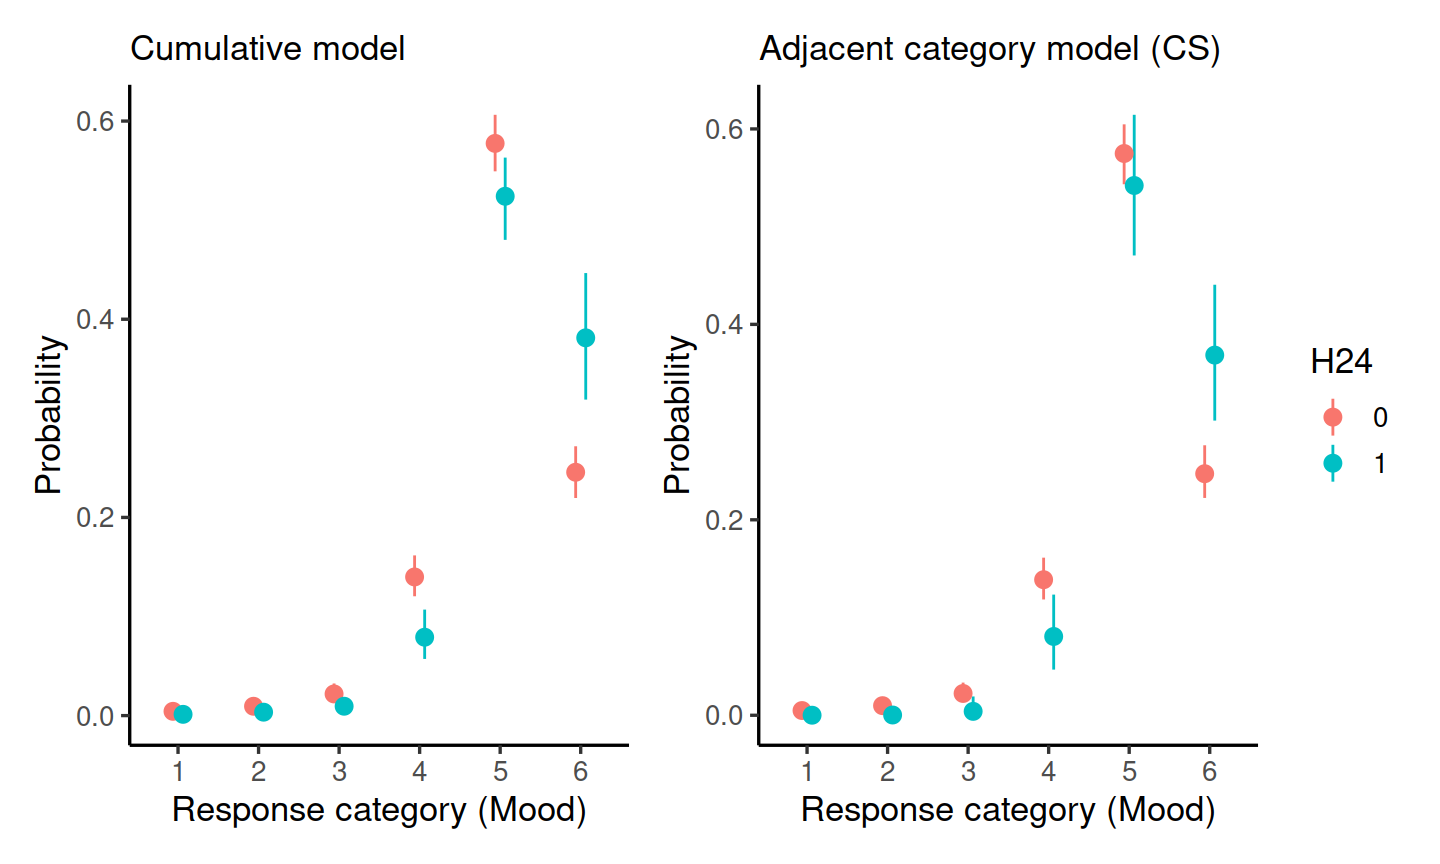 Cumulative model
Adjacent category model (CS)
0.6
0.4
0.2
0.0
Probability
1 2 3 4 5 6
Response category (Mood)
0.6
0.4
0.2
0.0
Probability
1 2 3 4 5 6
Response category (Mood)
H24
0
1